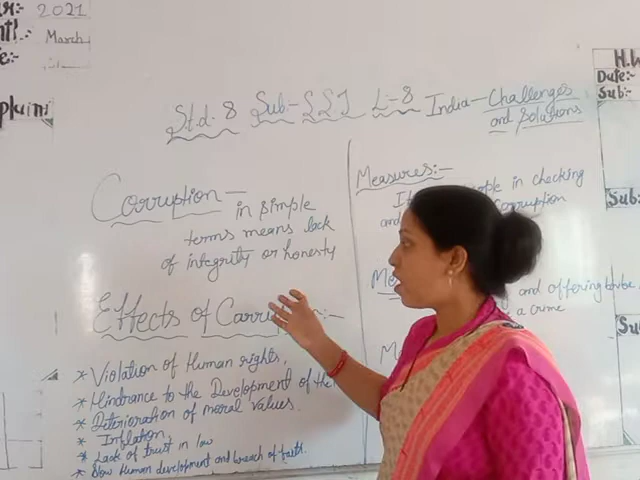 2021
March
Std. 8 Sub - SST L:-8 India - Challenges
and Solutions
Corruption -
in simple
terms means lack
of integrity or honesty
Effects of Corru
* Violation of Human rights.
* Hindrance to the Development of the
* Deterioration of moral Values.
* Inflation
* Lack of trust in law
* Slow Human development and breach of faith.
Measures:-
in checking
and Corruption
and offering bribe
a crime
H.W
Date:-
Sub:-
Sub: